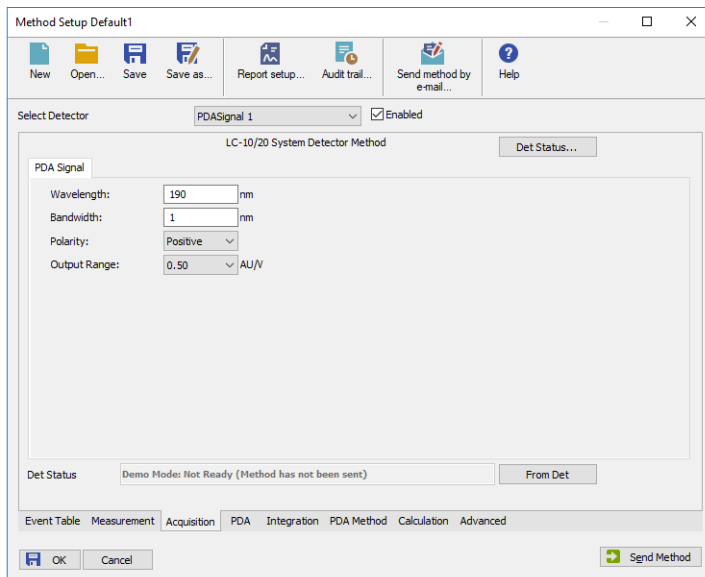 Method Setup Default1
New Open... Save Save as... Report setup... Audit trail... Send method by e-mail... Help
Select Detector PDASignal 1 Enabled
LC-10/20 System Detector Method Det Status...
PDA Signal
Wavelength: 190 nm
Bandwidth: 1 nm
Polarity: Positive
Output Range: 0.50 AU/V
Det Status Demo Mode: Not Ready (Method has not been sent) From Det
Event Table Measurement Acquisition PDA Integration PDA Method Calculation Advanced
OK Cancel Send Method